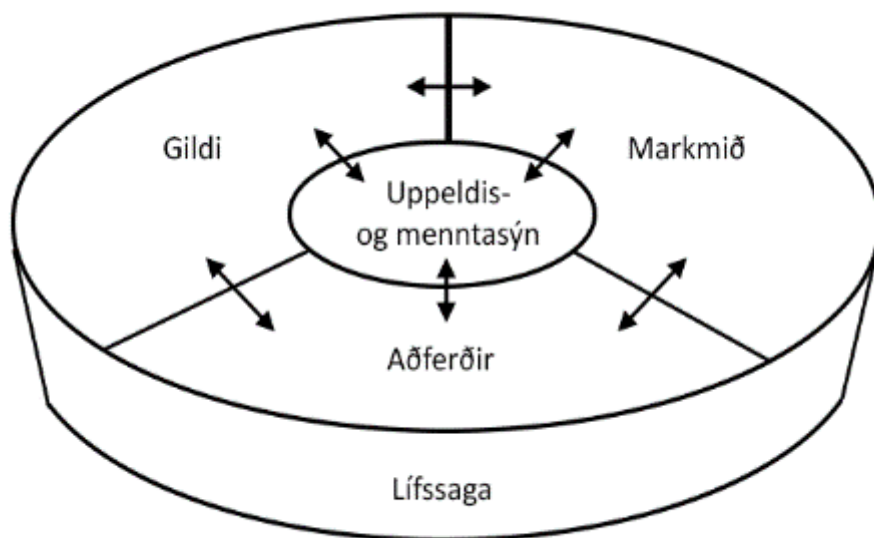 Gildi
Markmið
Uppeldis-
og menntasýn
Aðferðir
Lífssaga